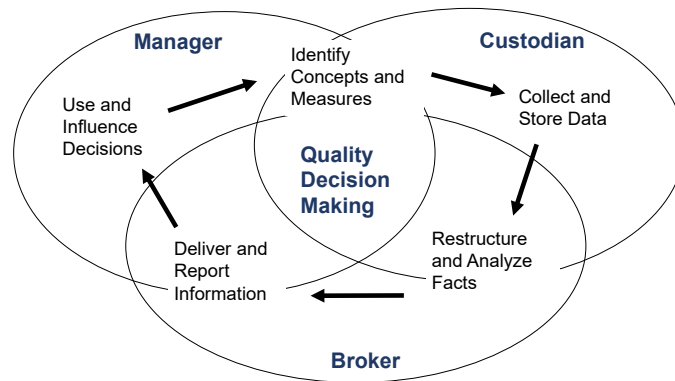 Manager
Custodian
Identify
Concepts and
Measures
Use and
Influence
Decisions
Collect and
Store Data
Quality
Decision
Making
Deliver and
Report
Information
Restructure
and Analyze
Facts
Broker